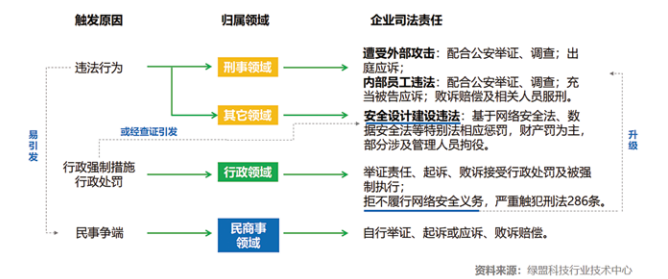 触发原因 归属领域 企业司法责任
违法行为
刑事领域
遭受外部攻击：配合公安举证、调查；出
庭应诉；
内部员工违法：配合公安举证、调查；充
当被告应诉；败诉赔偿及相关人员服刑。
其它领域
安全设计建设违法：基于网络安全法、数
据安全法等特别法相应惩罚，财产罚为主，
部分涉及管理人员拘役。
或经查证引发
易引发
升级
行政强制措施
行政处罚
行政领域
举证责任、起诉、败诉接受行政处罚及被强
制执行；
拒不履行网络安全义务，严重触犯刑法286条。
民事争端
民商事
领域
自行举证、起诉或应诉、败诉赔偿。
资料来源：绿盟科技行业技术中心